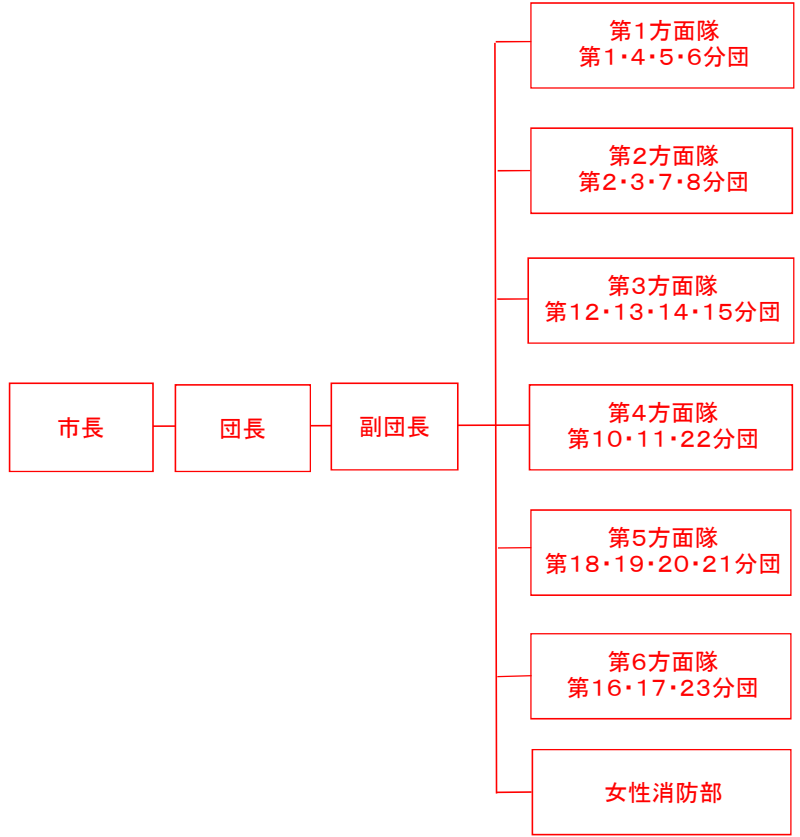 第1方面隊
第1・4・5・6分団
第2方面隊
第2・3・7・8分団
第3方面隊
第12・13・14・15分団
市長
団長
副団長
第4方面隊
第10・11・22分団
第5方面隊
第18・19・20・21分団
第6方面隊
第16・17・23分団
女性消防部